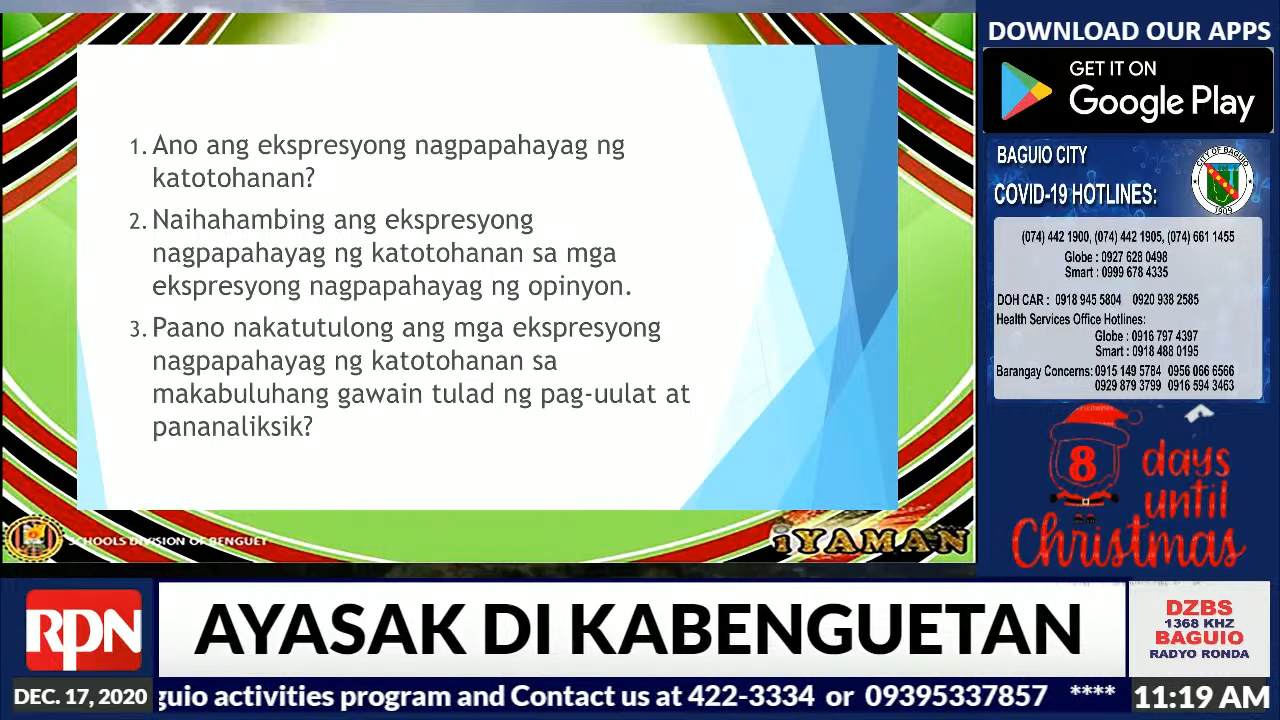 1. Ano ang ekspresyong nagpapahayag ng
katotohanan?
2. Naihahambing ang ekspresyong
nagpapahayag ng katotohanan sa mga
ekspresyong nagpapahayag ng opinyon.
3. Paano nakatutulong ang mga ekspresyong
nagpapahayag ng katotohanan sa
makabuluhang gawain tulad ng pag-uulat at
pananaliksik?
SCHOOLS DIVISION OF BENGUET
iYAMAN
DOWNLOAD OUR APPS
GET IT ON
Google Play
BAGUIO CITY
COVID-19 HOTLINES:
CITY OF BAGUIO
1909
(074) 442 1900, (074) 442 1905, (074) 661 1455
Globe : 0927 628 0498
Smart : 0999 678 4335
DOH CAR : 0918 945 5804 0920 938 2585
Health Services Office Hotlines:
Globe : 0916 797 4397
Smart : 0918 488 0195
Barangay Concerns: 0915 149 5784 0956 066 6566
0929 879 3799 0916 594 3463
8 days
until
Christmas
RPN
AYASAK DI KABENGUETAN
DZBS
1368 KHZ
BAGUIO
RADYO RONDA
DEC. 17, 2020
guio activities program and Contact us at 422-3334 or 09395337857 ****
11:19 AM